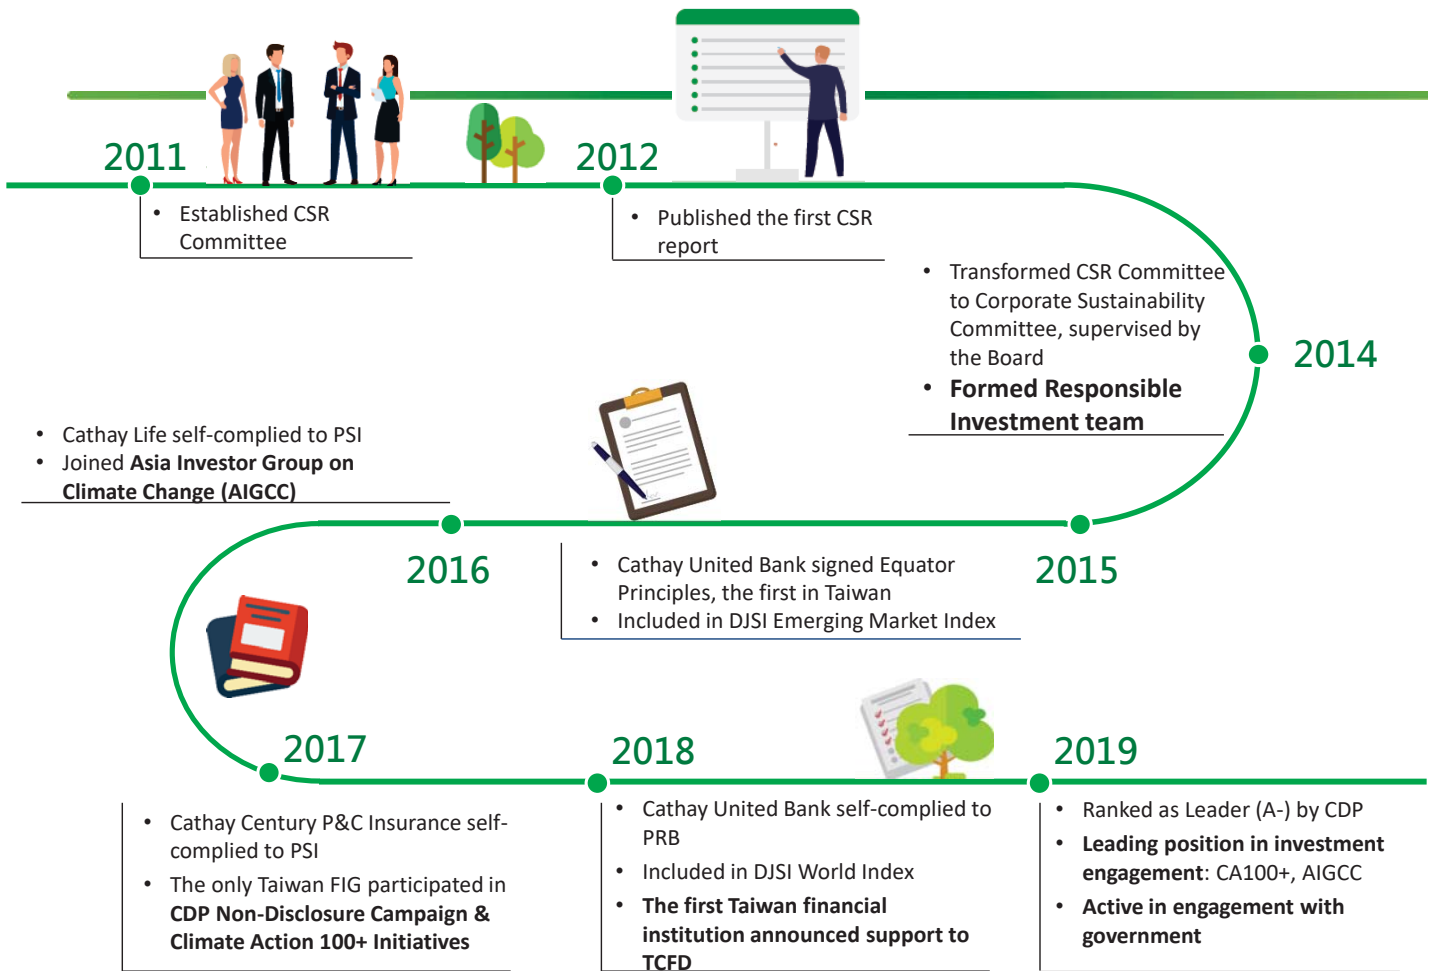 2011
• Established CSR
Committee
2012
• Published the first CSR
report
• Transformed CSR Committee
to Corporate Sustainability
Committee, supervised by
the Board
• Formed Responsible
Investment team
2014
2015
• Cathay United Bank signed Equator
Principles, the first in Taiwan
• Included in DJSI Emerging Market Index
• Cathay Life self-complied to PSI
• Joined Asia Investor Group on
Climate Change (AIGCC)
2016
2017
• Cathay Century P&C Insurance self-
complied to PSI
• The only Taiwan FIG participated in
CDP Non-Disclosure Campaign &
Climate Action 100+ Initiatives
2018
• Cathay United Bank self-complied to
PRB
• Included in DJSI World Index
• The first Taiwan financial
institution announced support to
TCFD
2019
• Ranked as Leader (A-) by CDP
• Leading position in investment
engagement: CA100+, AIGCC
• Active in engagement with
government